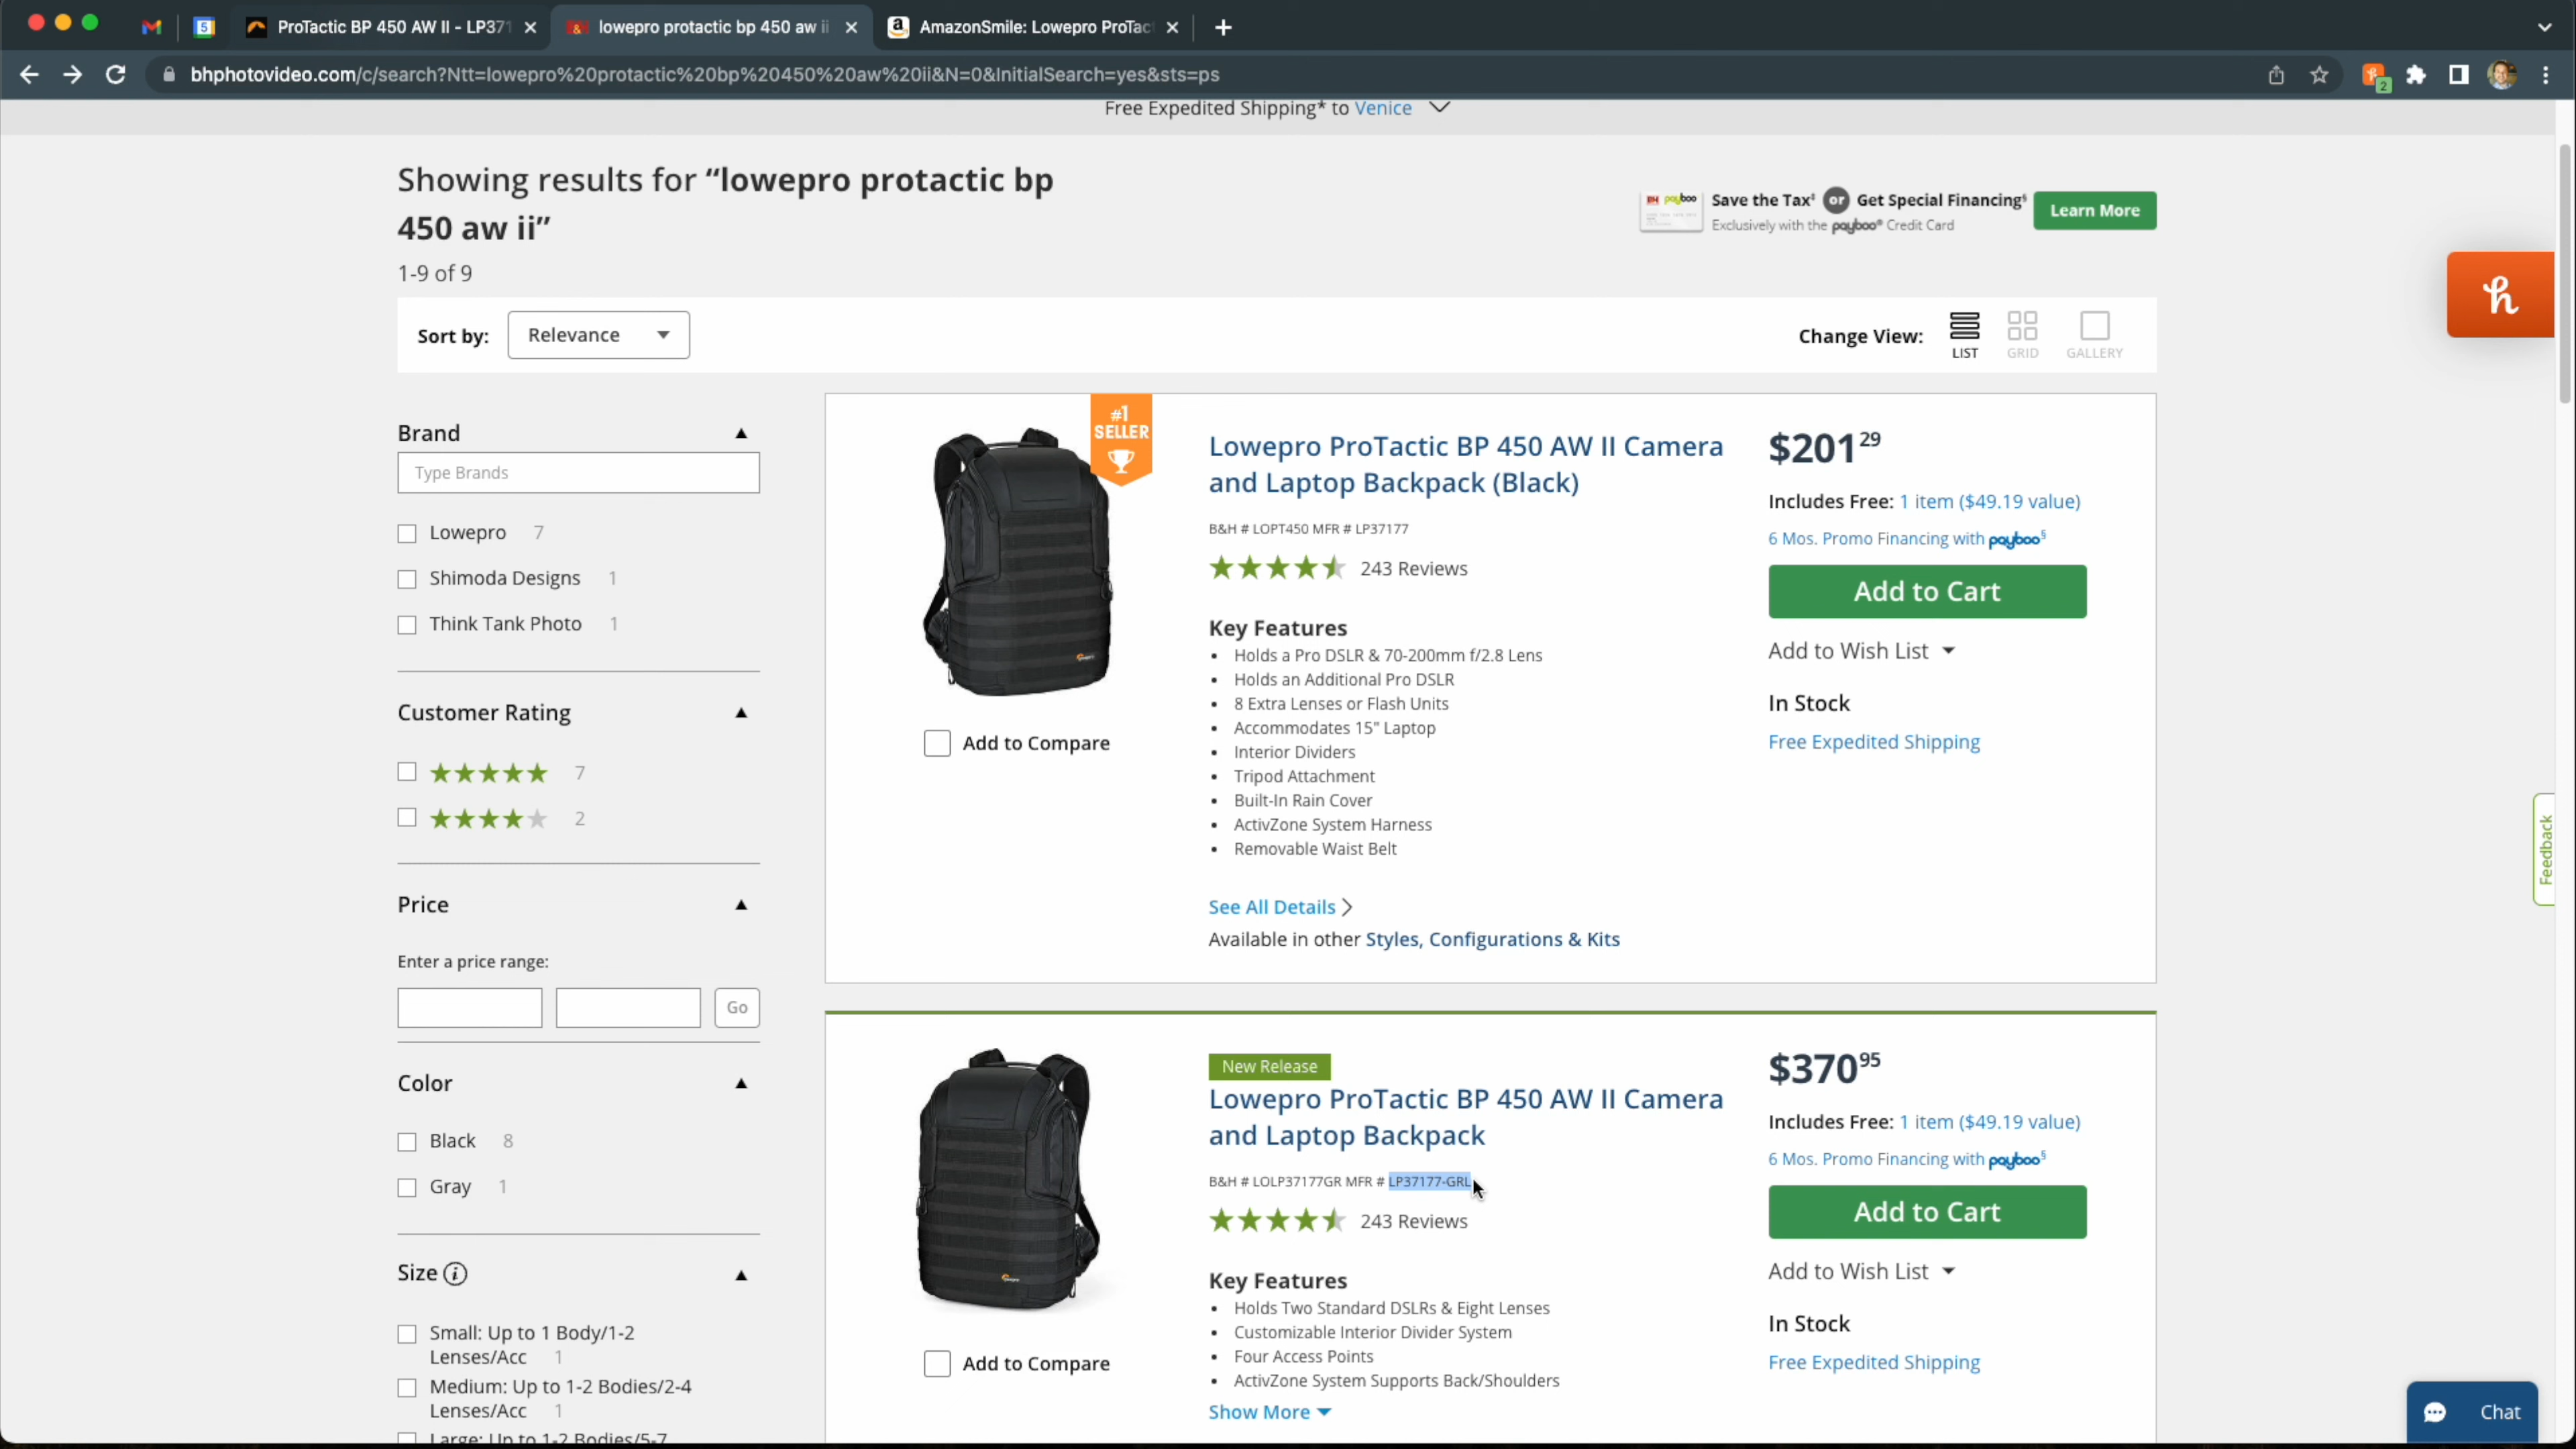 ProTactic BP 450 AW II - LP371
lowepro protactic bp 450 aw ii
AmazonSmile: Lowepro ProTac
bhphotovideo.com/c/search?Ntt=lowepro%20protactic%20bp%20450%20aw%20ii&N=0&InitialSearch=yes&sts=ps
Free Expedited Shipping* to Venice
Showing results for “lowepro protactic bp
450 aw ii”
1-9 of 9
Save the Tax‡ or Get Special Financing§
Exclusively with the payboo® Credit Card
Learn More
Sort by: Relevance
Change View:
LIST
GRID
GALLERY
Brand
Type Brands
Lowepro 7
Shimoda Designs 1
Think Tank Photo 1
Customer Rating
7
2
Price
Enter a price range:
Go
Color
Black 8
Gray 1
Size
Small: Up to 1 Body/1-2
Lenses/Acc 1
Medium: Up to 1-2 Bodies/2-4
Lenses/Acc 1
Large: Up to 1-2 Bodies/5-7
#1
SELLER
Add to Compare
Lowepro ProTactic BP 450 AW II Camera
and Laptop Backpack (Black)
B&H # LOPT450 MFR # LP37177
243 Reviews
Key Features
Holds a Pro DSLR & 70-200mm f/2.8 Lens
Holds an Additional Pro DSLR
8 Extra Lenses or Flash Units
Accommodates 15" Laptop
Interior Dividers
Tripod Attachment
Built-In Rain Cover
ActivZone System Harness
Removable Waist Belt
See All Details
Available in other Styles, Configurations & Kits
$201 29
Includes Free: 1 item ($49.19 value)
6 Mos. Promo Financing with payboo§
Add to Cart
Add to Wish List
In Stock
Free Expedited Shipping
Add to Compare
New Release
Lowepro ProTactic BP 450 AW II Camera
and Laptop Backpack
B&H # LOLP37177GR MFR # LP37177-GRL
243 Reviews
Key Features
Holds Two Standard DSLRs & Eight Lenses
Customizable Interior Divider System
Four Access Points
ActivZone System Supports Back/Shoulders
Show More
$370 95
Includes Free: 1 item ($49.19 value)
6 Mos. Promo Financing with payboo§
Add to Cart
Add to Wish List
In Stock
Free Expedited Shipping
Feedback
Chat